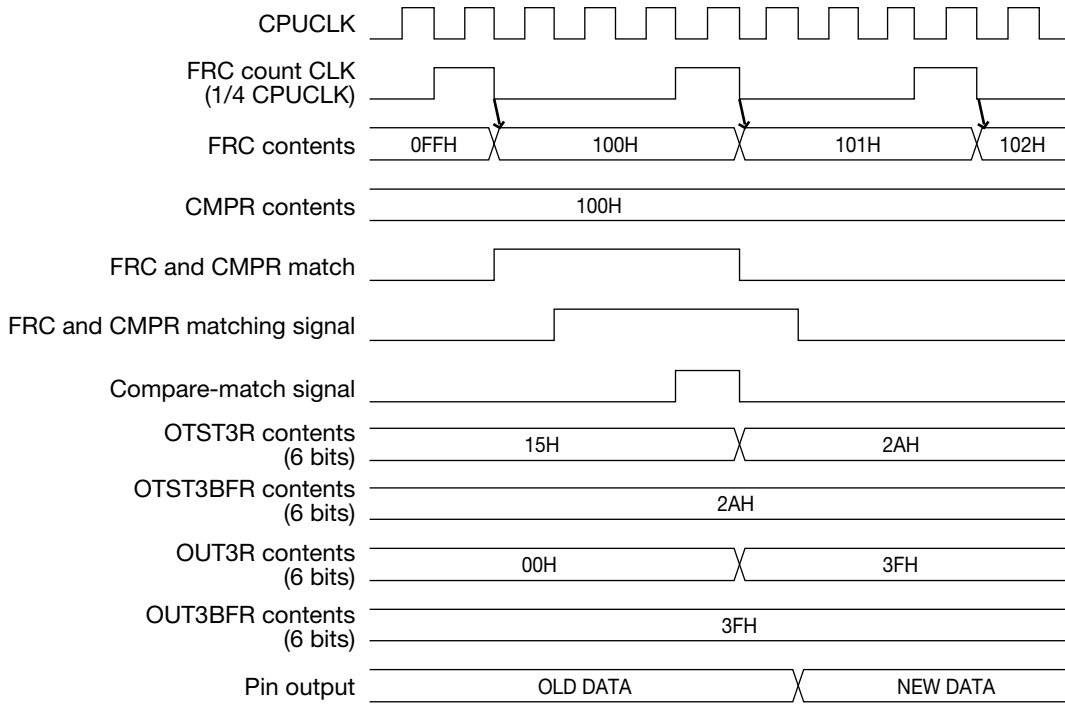 CPUCLK
FRC count CLK
(1/4 CPUCLK)
FRC contents
0FFH 100H 101H 102H
CMPR contents
100H
FRC and CMPR match
FRC and CMPR matching signal
Compare-match signal
OTST3R contents
(6 bits)
15H 2AH
OTST3BFR contents
(6 bits)
2AH
OUT3R contents
(6 bits)
00H 3FH
OUT3BFR contents
(6 bits)
3FH
Pin output
OLD DATA NEW DATA